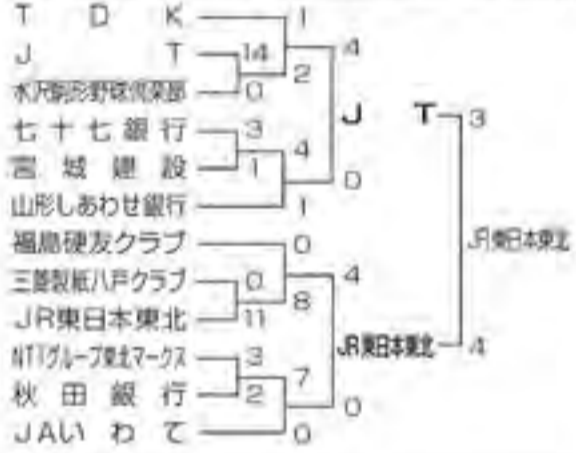 TDK 1
JT 14 4
2
水沢駒形野球倶楽部 0
J T 3
七十七銀行 3
4
宮城建設 1 0
山形しあわせ銀行 1
福島硬友クラブ 0
JR東日本東北
三菱製紙八戸クラブ 0 4
8
JR東日本東北 11
NTTグループ東北マークス 3 JR東日本東北 4
7
秋田銀行 2 0
JAいわて 0